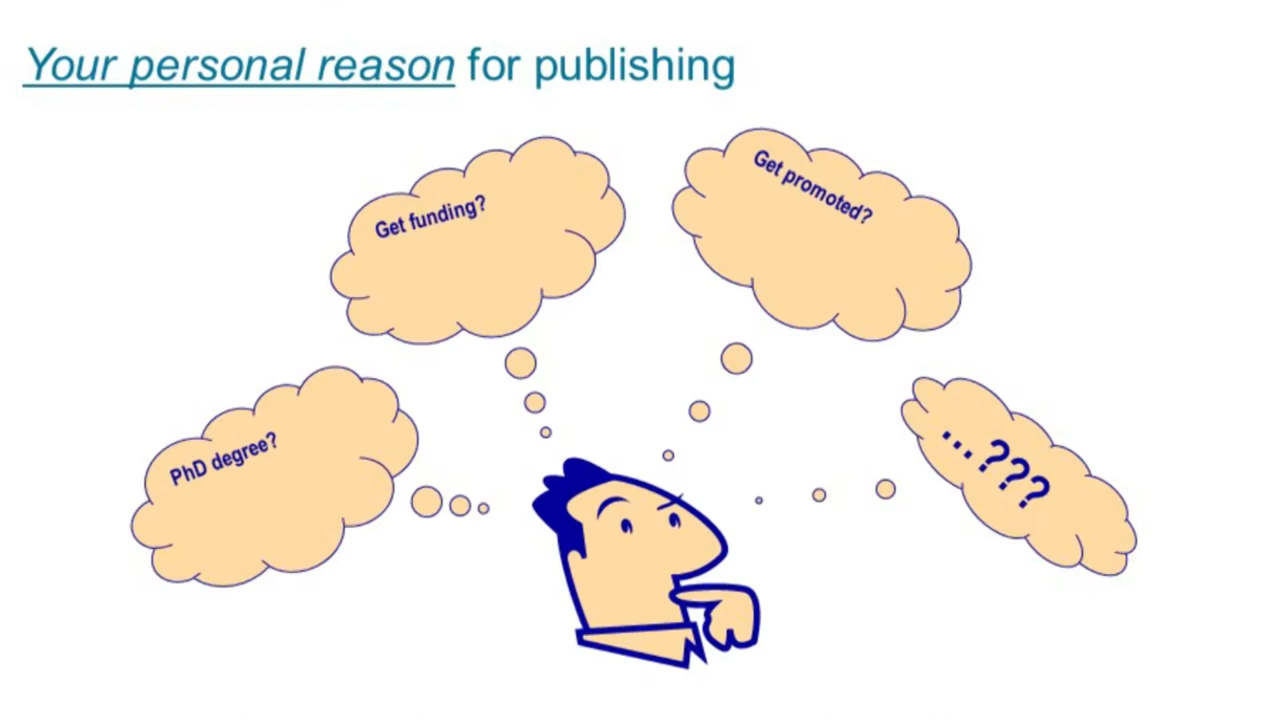 Your personal reason for publishing
Get funding?
Get promoted?
PhD degree?
...???